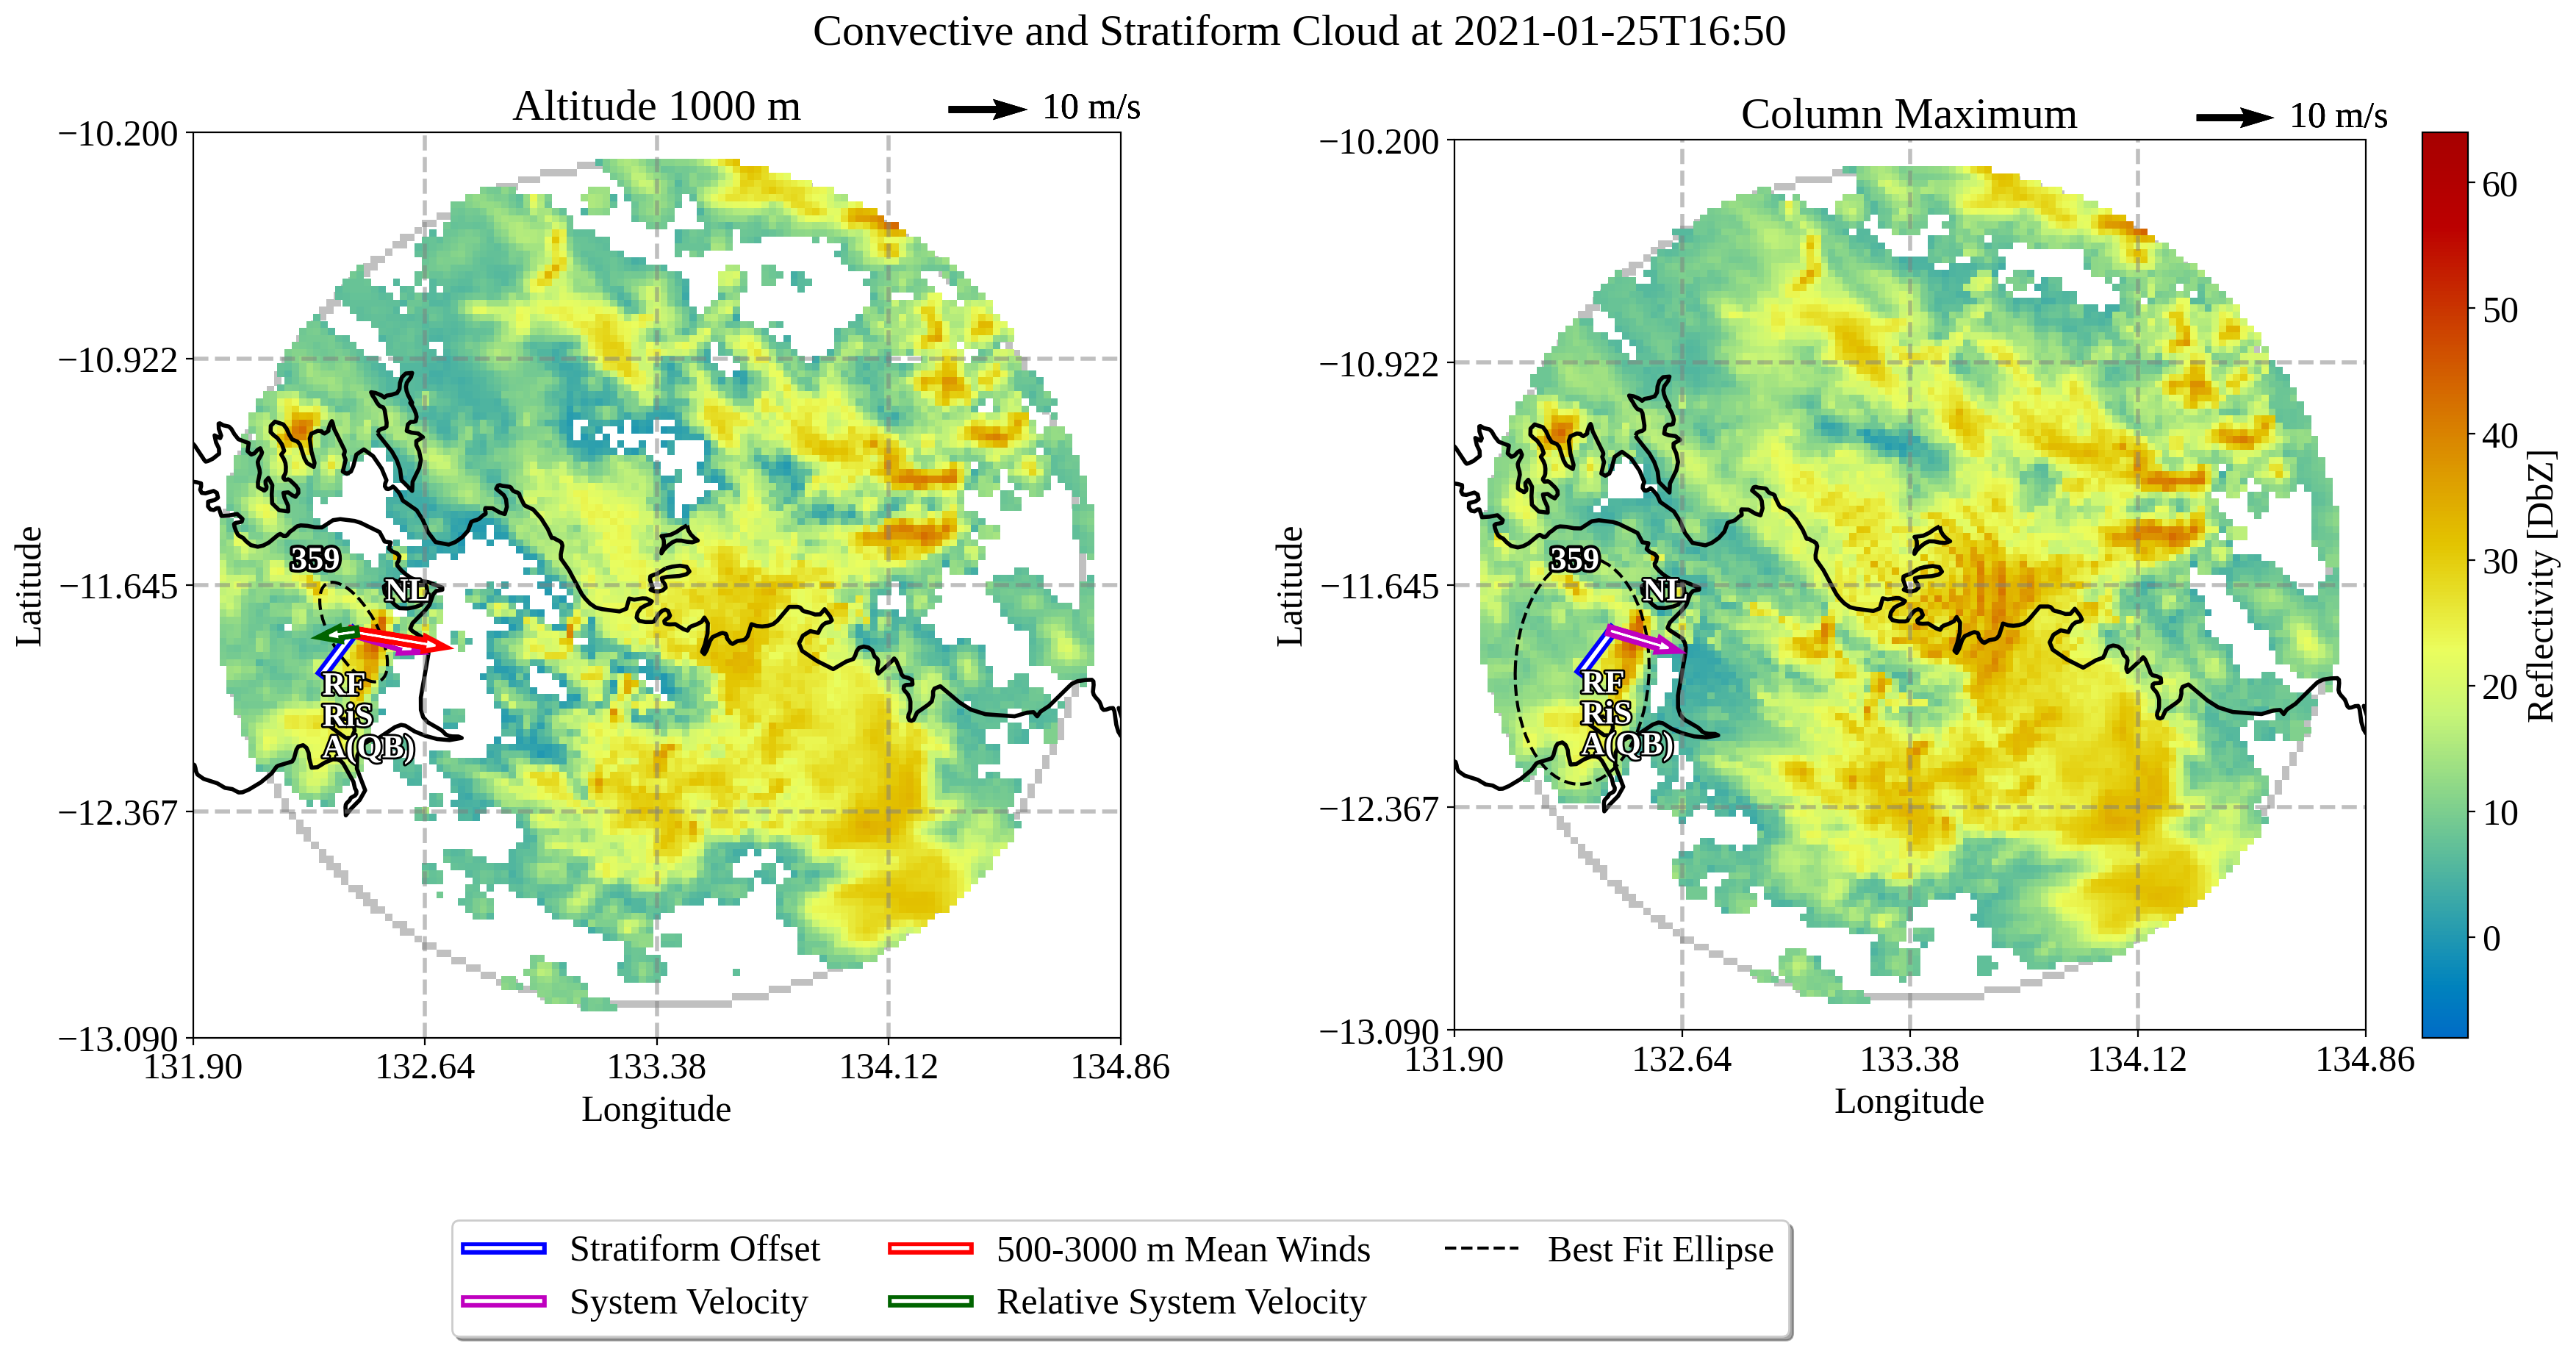 Convective and Stratiform Cloud at 2021-01-25T16:50
Altitude 1000 m
10 m/s
−10.200
−10.922
−11.645
−12.367
−13.090
131.90
132.64
133.38
134.12
134.86
Longitude
Latitude
359
NL
RF
RiS
A(QB)
Column Maximum
10 m/s
−10.200
−10.922
−11.645
−12.367
−13.090
131.90
132.64
133.38
134.12
134.86
Longitude
Latitude
359
NL
RF
RiS
A(QB)
60
50
40
30
20
10
0
Reflectivity [DbZ]
Stratiform Offset
System Velocity
500-3000 m Mean Winds
Relative System Velocity
Best Fit Ellipse